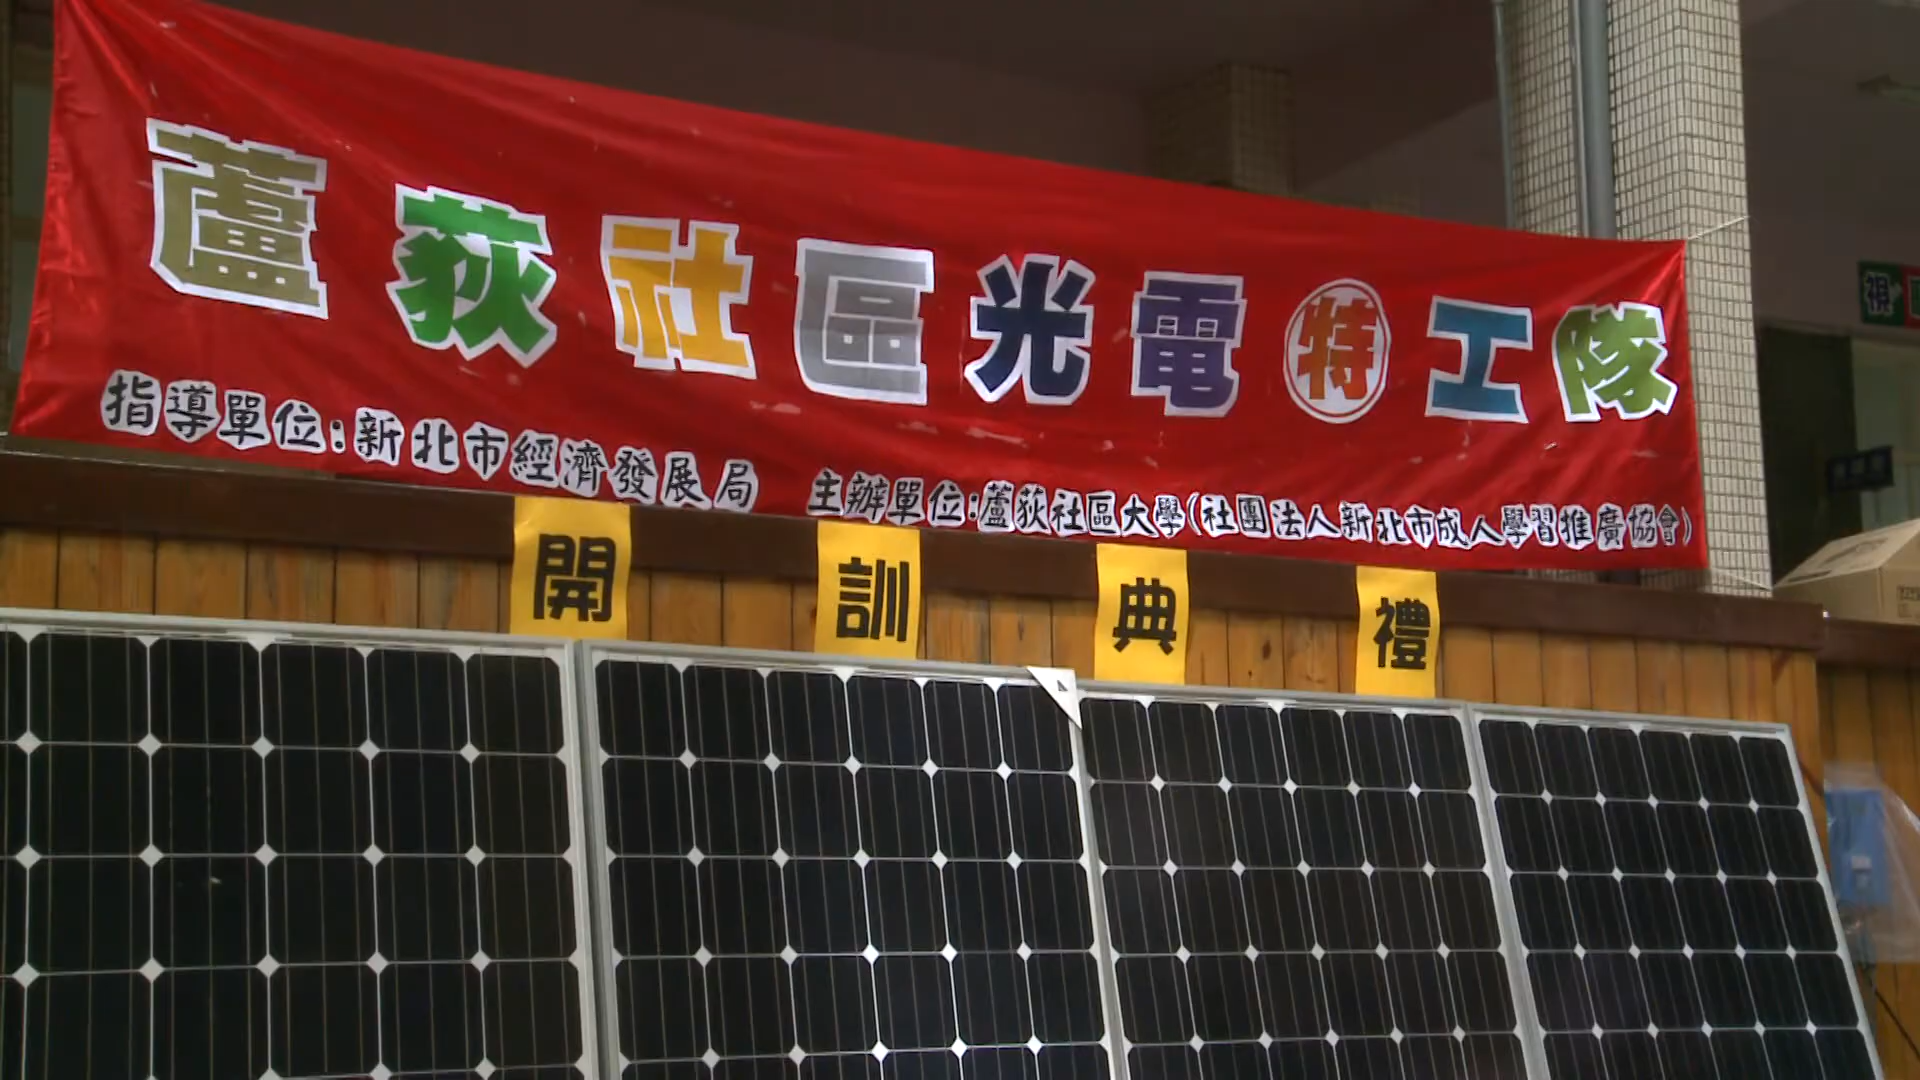 蘆荻社區光電特工隊
指導單位:新北市經濟發展局 主辦單位:蘆荻社區大學(社團法人新北市成人學習推廣協會)
開訓典禮
視